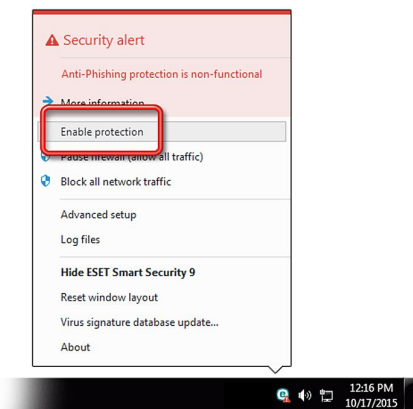 Security alert
Anti-Phishing protection is non-functional
More information
Enable protection
Pause firewall (allow all traffic)
Block all network traffic
Advanced setup
Log files
Hide ESET Smart Security 9
Reset window layout
Virus signature database update...
About
12:16 PM
10/17/2015